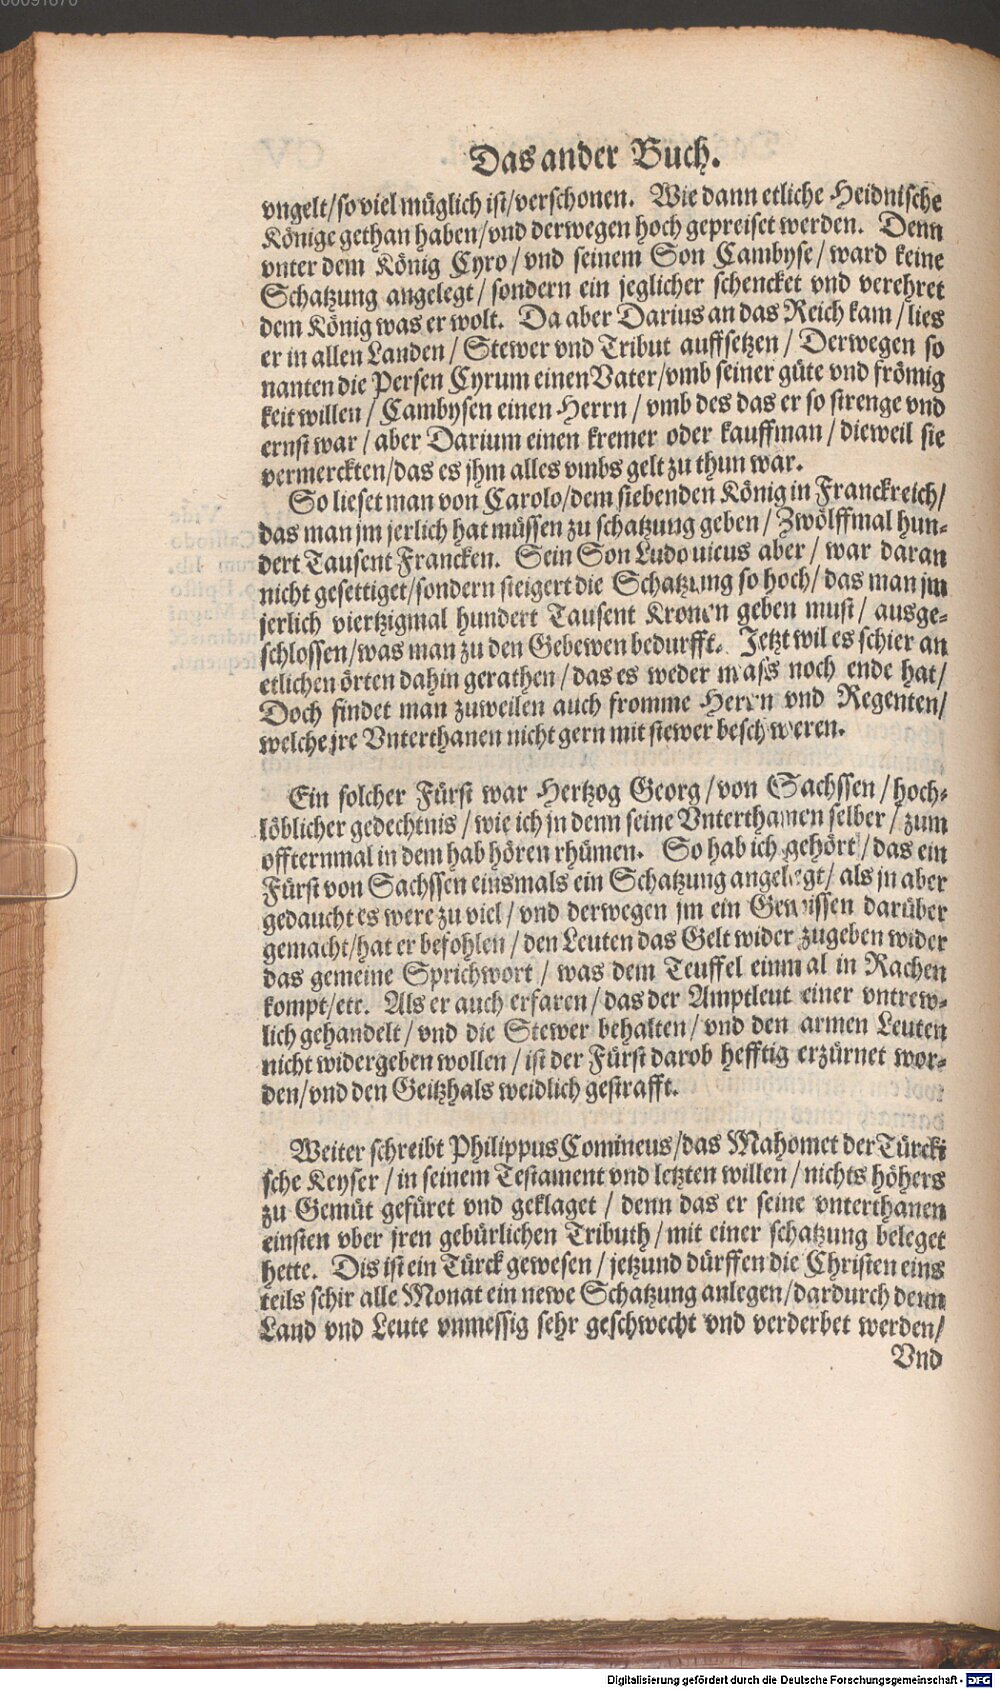 Das ander Buch.
vngelt/so viel müglich ist/verschonen. Wie dann etliche Heidnische
Könige gethan haben/vnd derwegen hoch gepreiset werden. Denn
vnter dem König Cyro/vnd seinem Son Cambyse/ward keine
Schatzung angelegt/sondern ein jeglicher schencket vnd verehret
dem König was er wolt. Da aber Darius an das Reich kam/lies
er in allen Landen/Stewer vnd Tribut auffsetzen/Derwegen so
nanten die Persen Cyrum einen Vater/vmb seiner güte vnd frömig
keit willen/Cambysen einen Herrn/vmb des das er so strenge vnd
ernst war/aber Darium einen kremer oder kauffman/dieweil sie
vermerckten/das es jhm alles vmbs gelt zu thun war.
So lieset man von Carolo/dem siebenden König in Franckreich/
das man jm jerlich hat müssen zu schatzung geben/Zwölffmal hun-
dert Tausent Francken. Sein Son Ludouicus aber/war daran
nicht gesettiget/sondern steigert die Schatzung so hoch/das man jm
jerlich viertzigmal hundert Tausent Kronen geben must/ausge-
schlossen/was man zu den Gebewen bedurfft. Jetzt wil es schier an
etlichen örten dahin gerathen/das es weder mass noch ende hat/
Doch findet man zuweilen auch fromme Herrn vnd Regenten/
welche jre Vnterthanen nicht gern mit stewer beschweren.
Ein solcher Fürst war Hertzog Georg/von Sachssen/hoch-
löblicher gedechtnis/wie ich jn denn seine Vnterthanen selber/zum
offternmal in dem hab hören rhümen. So hab ich gehört/das ein
Fürst von Sachssen einsmals ein Schatzung angelegt/als jn aber
gedaucht es were zu viel/vnd derwegen jm ein Gewissen darüber
gemacht/hat er befohlen/den Leuten das Gelt wider zugeben wider
das gemeine Sprichwort/was dem Teuffel einmal in Rachen
kompt/etc. Als er auch erfaren/das der Amptleut einer vntrew-
lich gehandelt/vnd die Stewer behalten/vnd den armen Leuten
nicht widergeben wollen/ist der Fürst darob hefftig erzürnet wor-
den/vnd den Geitzhals weidlich gestrafft.
Weiter schreibt Philippus Comineus/das Mahomet der Türcki
sche Keyser/in seinem Testament vnd letzten willen/nichts höhers
zu Gemüt gefüret vnd geklaget/denn das er seine vnterthanen
einsten vber jren gebürlichen Tributh/mit einer schatzung beleget
hette. Dis ist ein Türck gewesen/jetzund dürffen die Christen eins
teils schir alle Monat ein newe Schatzung anlegen/dardurch denn
Land vnd Leute vnmessig sehr geschwecht vnd verderbet werden/
Vnd
Digitalisierung gefördert durch die Deutsche Forschungsgemeinschaft - DFG